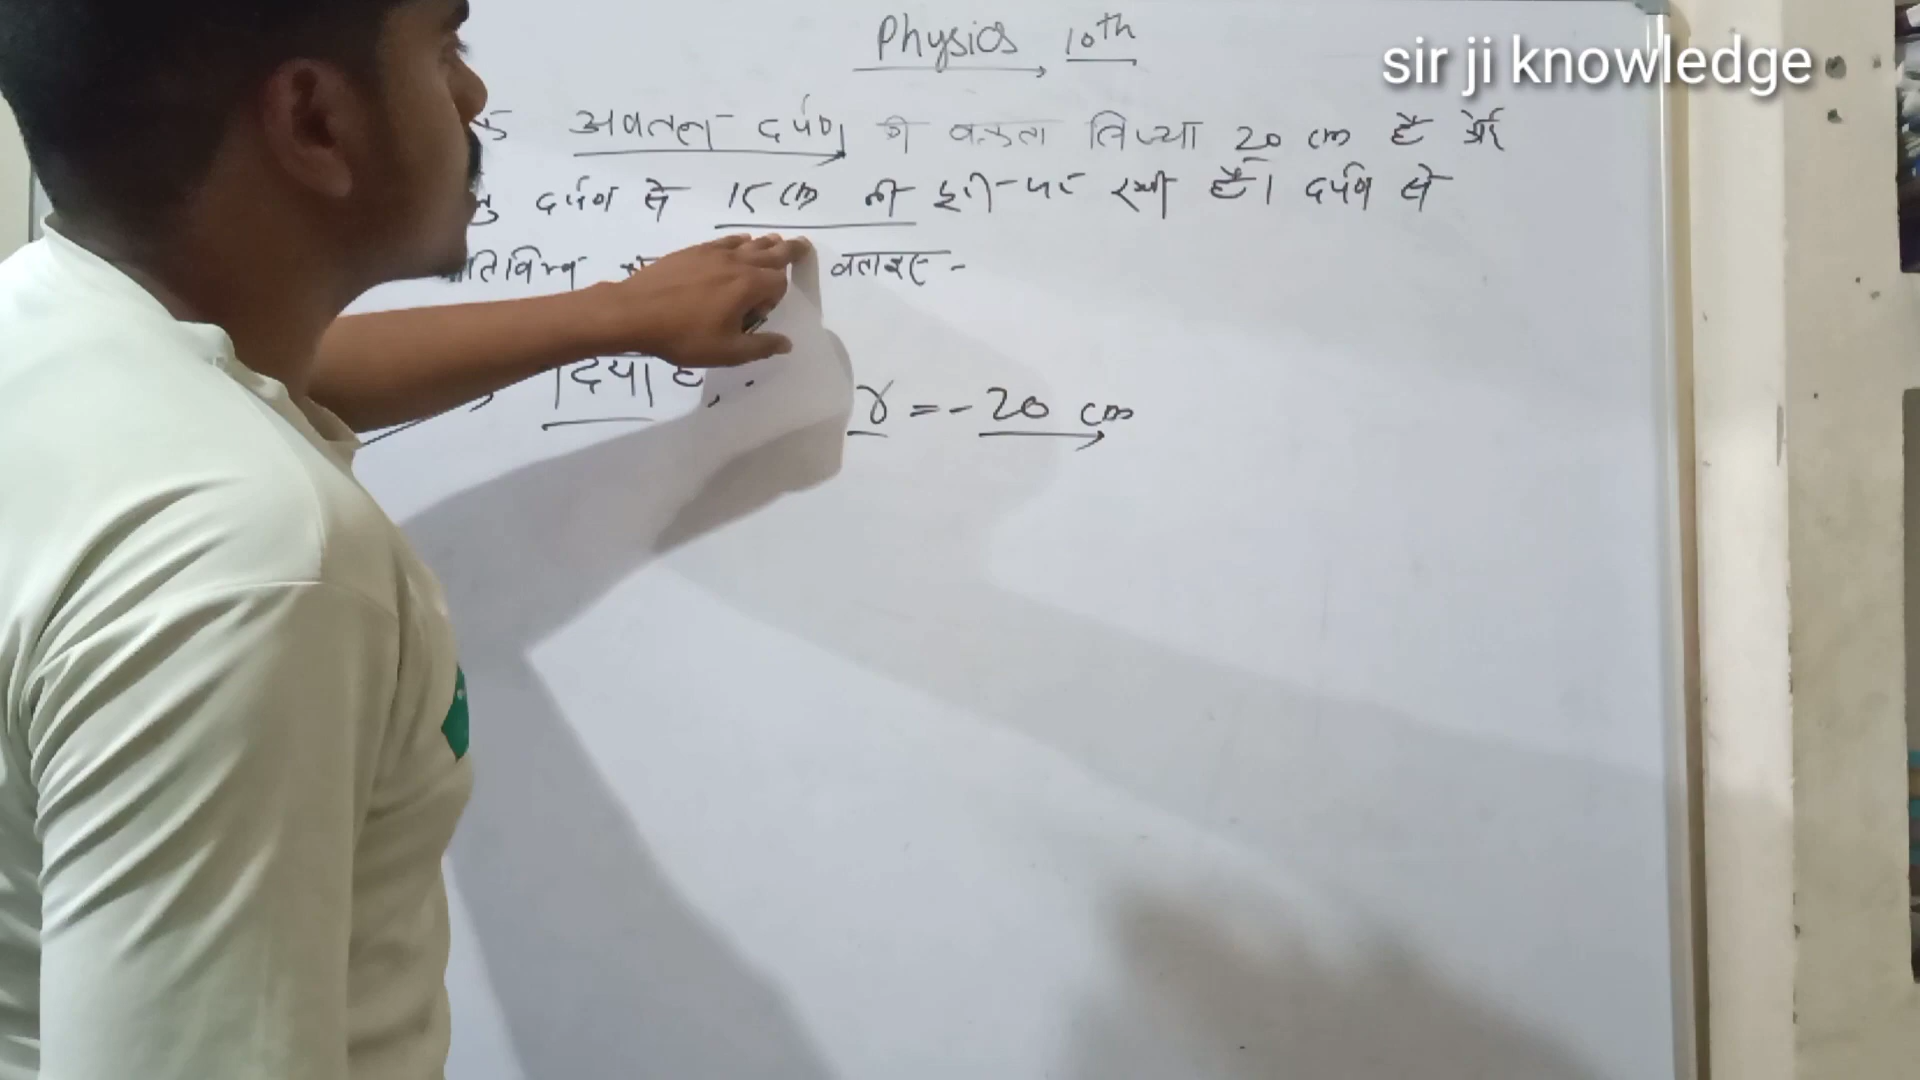 Physics 10th
sir ji knowledge
अवतल दर्पण की वक्रता त्रिज्या 20 cm है और
दर्पण से 15 cm की दूरी पर रखी है। दर्पण से
बताइए -
दिया है,
r = - 20 cm